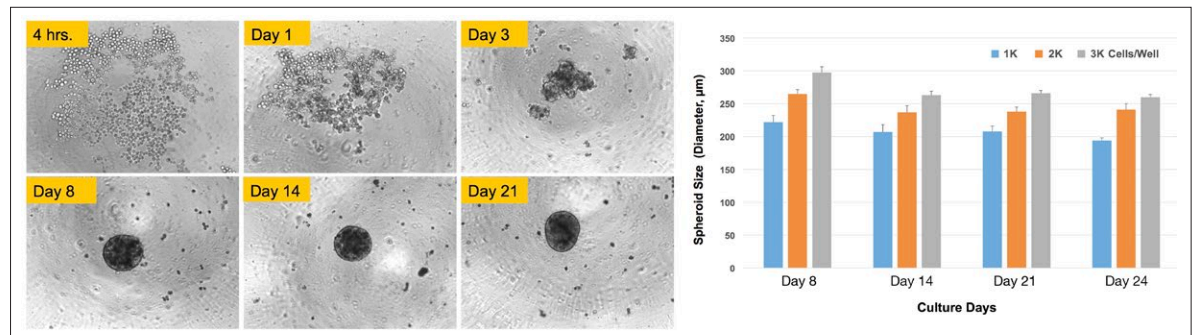 4 hrs.
Day 1
Day 3
Day 8
Day 14
Day 21
1K 2K 3K Cells/Well
350
300
250
200
150
100
50
0
Spheroid Size (Diameter, µm)
Day 8 Day 14 Day 21 Day 24
Culture Days